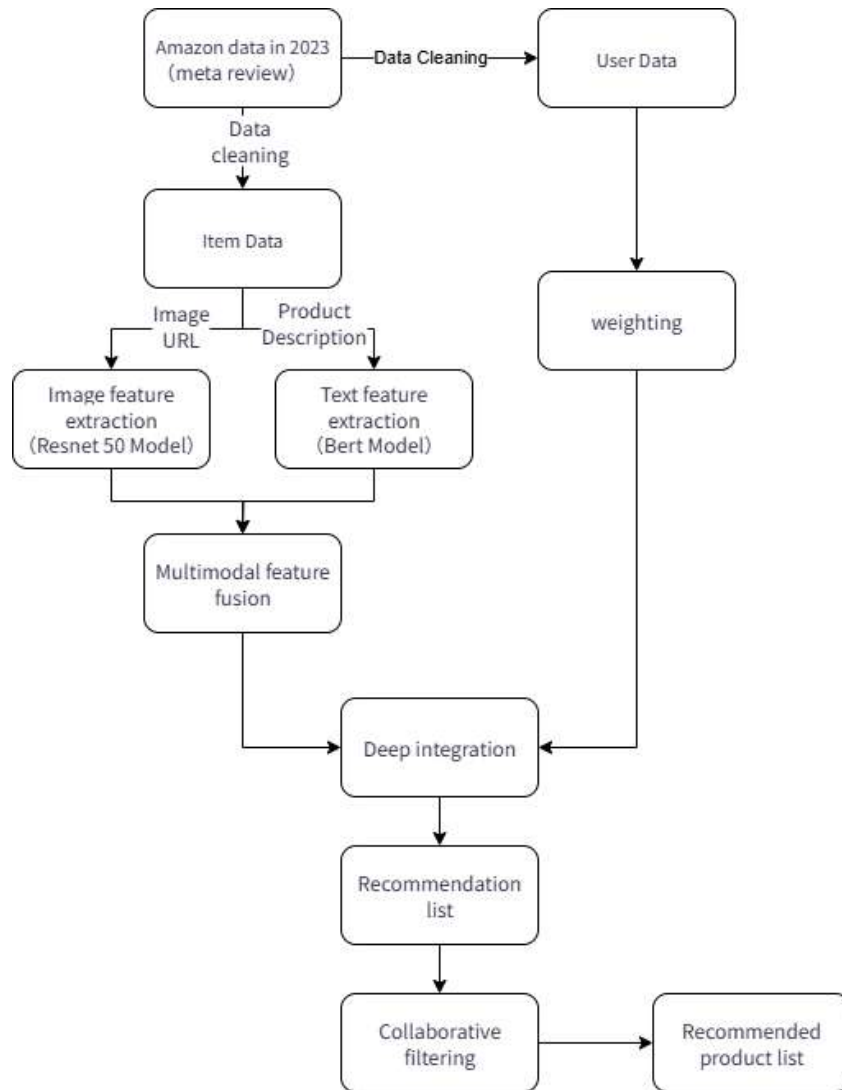 Amazon data in 2023
（meta review）
Data Cleaning
User Data
Data
cleaning
Item Data
weighting
Image
URL
Product
Description
Image feature
extraction
（Resnet 50 Model）
Text feature
extraction
（Bert Model）
Multimodal feature
fusion
Deep integration
Recommendation
list
Collaborative
filtering
Recommended
product list